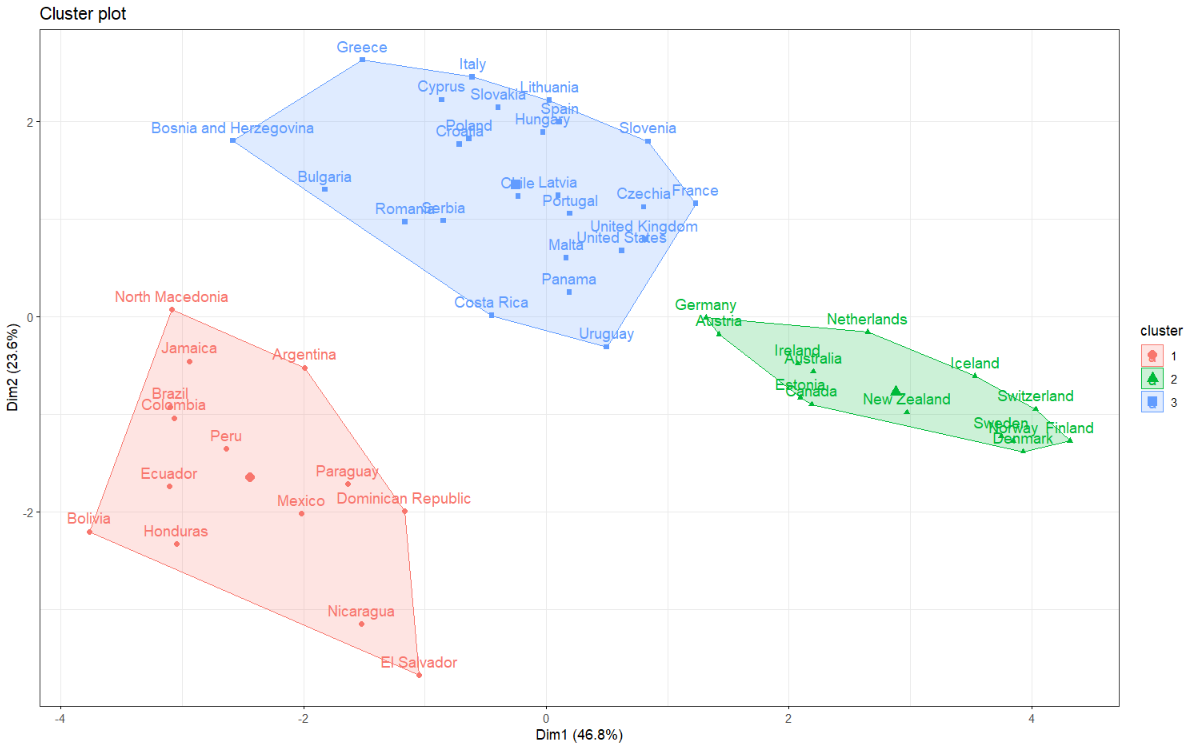 Cluster plot
Greece
Italy
Cyprus
Lithuania
Slovakia
Spain
Hungary
Poland
Croatia
Slovenia
Bosnia and Herzegovina
Bulgaria
Chile
Latvia
Czechia
France
Portugal
Romania
Serbia
United Kingdom
United States
Malta
Panama
Costa Rica
Uruguay
North Macedonia
Jamaica
Argentina
Brazil
Colombia
Peru
Ecuador
Paraguay
Mexico
Dominican Republic
Bolivia
Honduras
Nicaragua
El Salvador
Germany
Austria
Netherlands
Ireland
Australia
Iceland
Estonia
Canada
New Zealand
Switzerland
Sweden
Norway
Finland
Denmark
2
0
-2
Dim2 (23.6%)
-4
-2
0
2
4
Dim1 (46.8%)
cluster
1
2
3